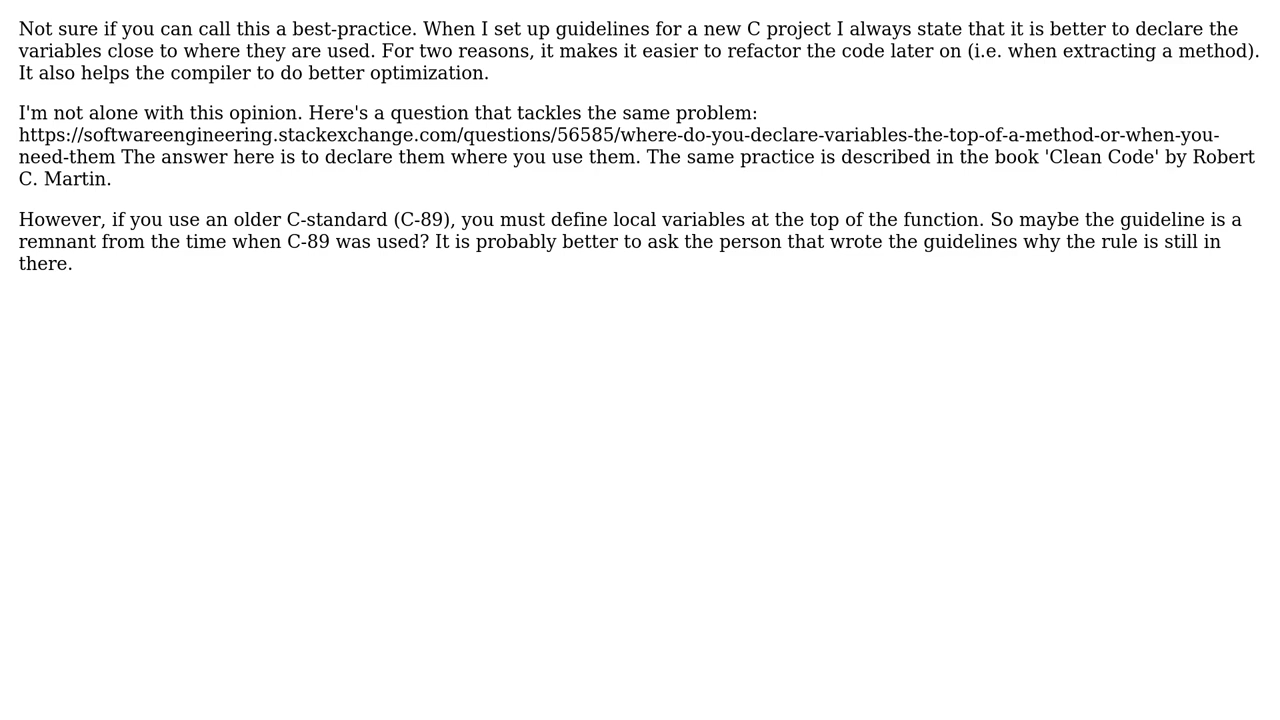 Not sure if you can call this a best-practice. When I set up guidelines for a new C project I always state that it is better to declare the
variables close to where they are used. For two reasons, it makes it easier to refactor the code later on (i.e. when extracting a method).
It also helps the compiler to do better optimization.
I'm not alone with this opinion. Here's a question that tackles the same problem:
https://softwareengineering.stackexchange.com/questions/56585/where-do-you-declare-variables-the-top-of-a-method-or-when-you-
need-them The answer here is to declare them where you use them. The same practice is described in the book 'Clean Code' by Robert
C. Martin.
However, if you use an older C-standard (C-89), you must define local variables at the top of the function. So maybe the guideline is a
remnant from the time when C-89 was used? It is probably better to ask the person that wrote the guidelines why the rule is still in
there.